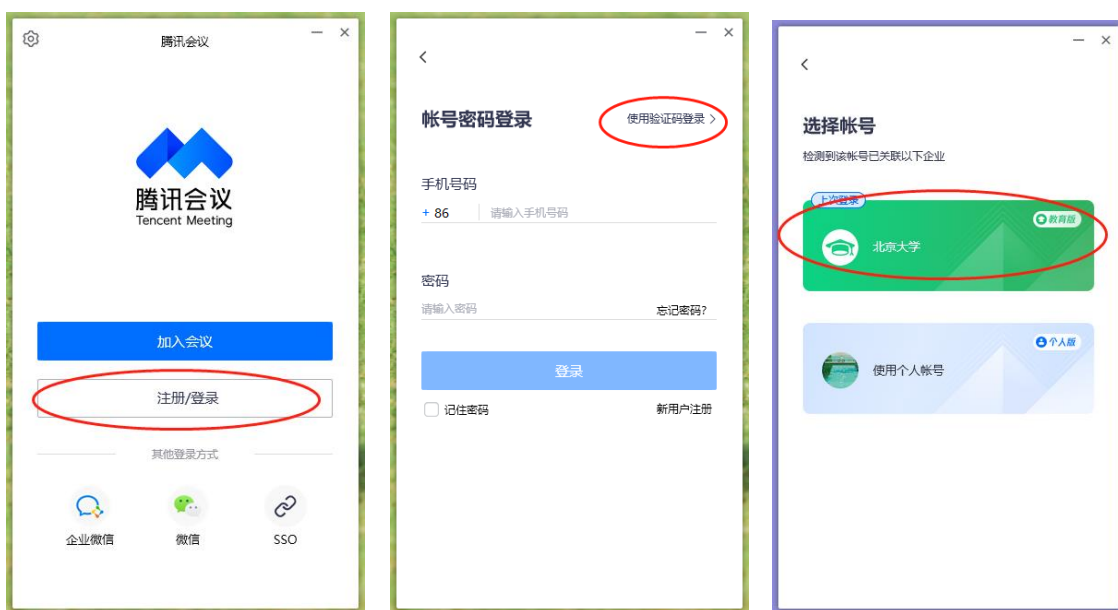 腾讯会议
腾讯会议
Tencent Meeting
加入会议
注册/登录
其他登录方式
企业微信
微信
SSO
帐号密码登录
使用验证码登录 >
手机号码
+ 86
请输入手机号码
密码
请输入密码
忘记密码?
登录
记住密码
新用户注册
选择帐号
检测到该帐号已关联以下企业
上次登录
教育版
北京大学
个人版
使用个人帐号